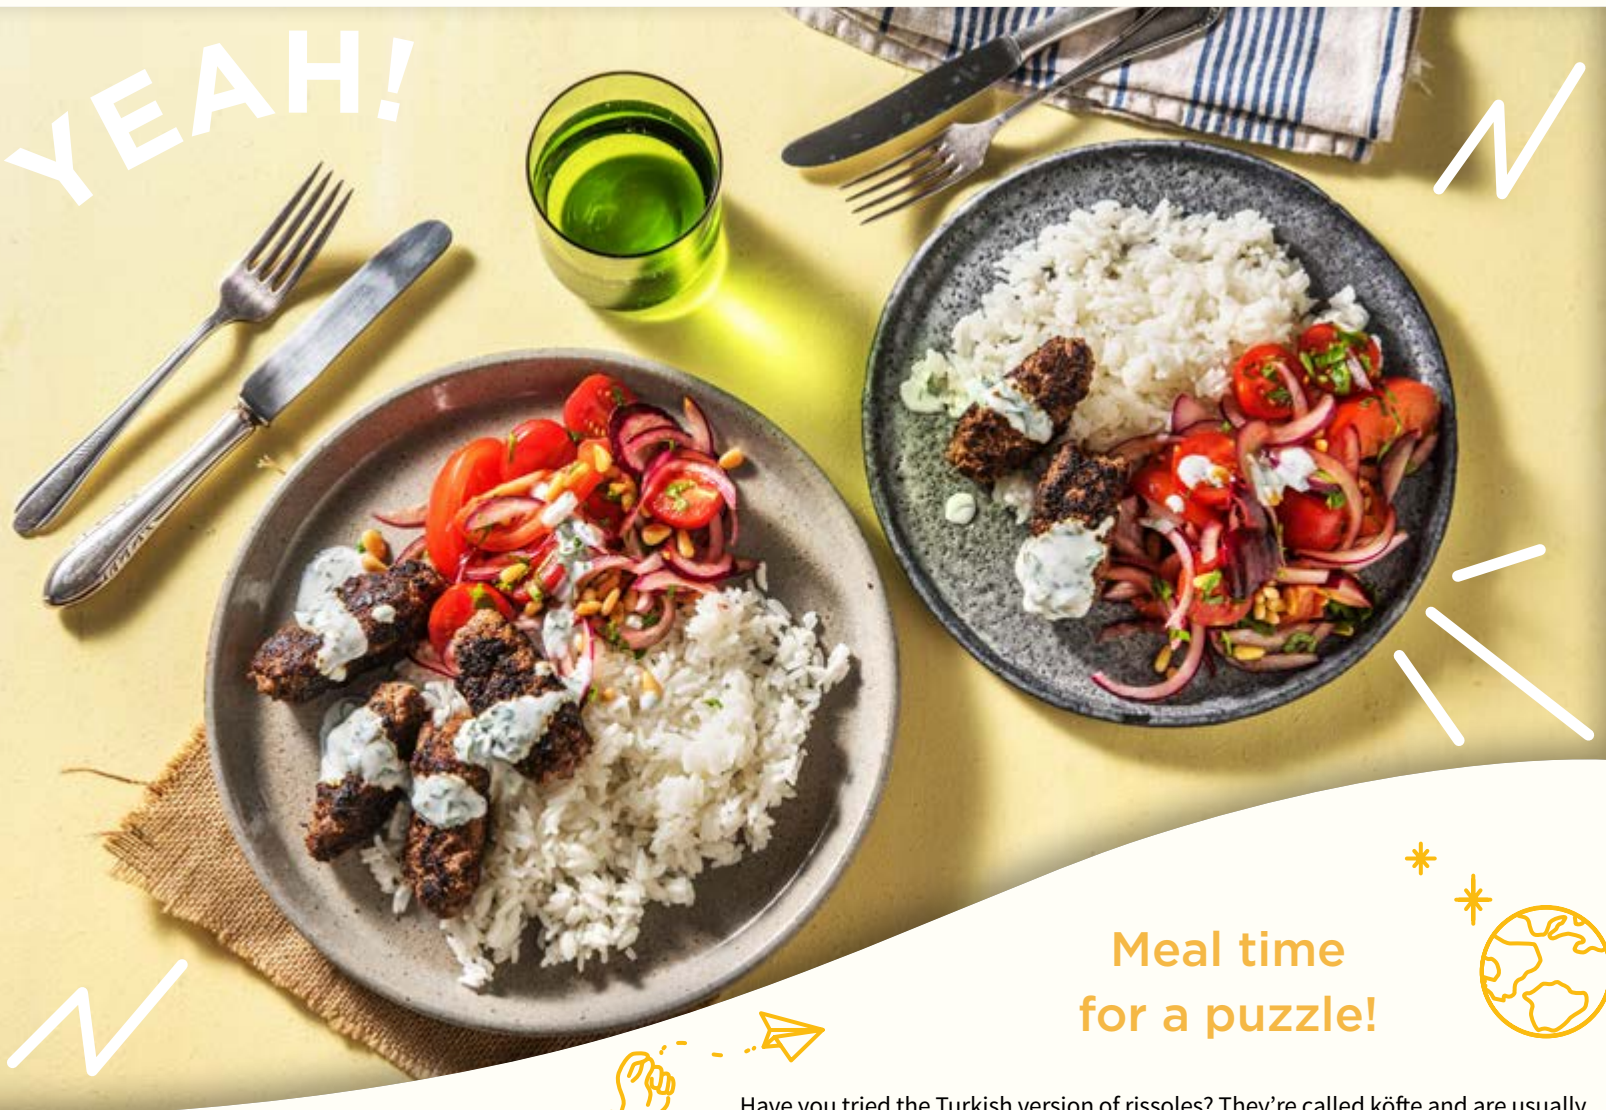 YEAH!
Meal time
for a puzzle!
Have you tried the Turkish version of rissoles? They’re called köfte and are usually